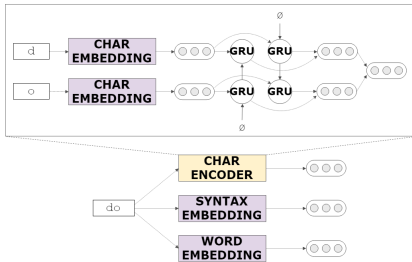 Ø
d
CHAR
EMBEDDING
GRU GRU
o
CHAR
EMBEDDING
GRU GRU
Ø
CHAR
ENCODER
do
SYNTAX
EMBEDDING
WORD
EMBEDDING